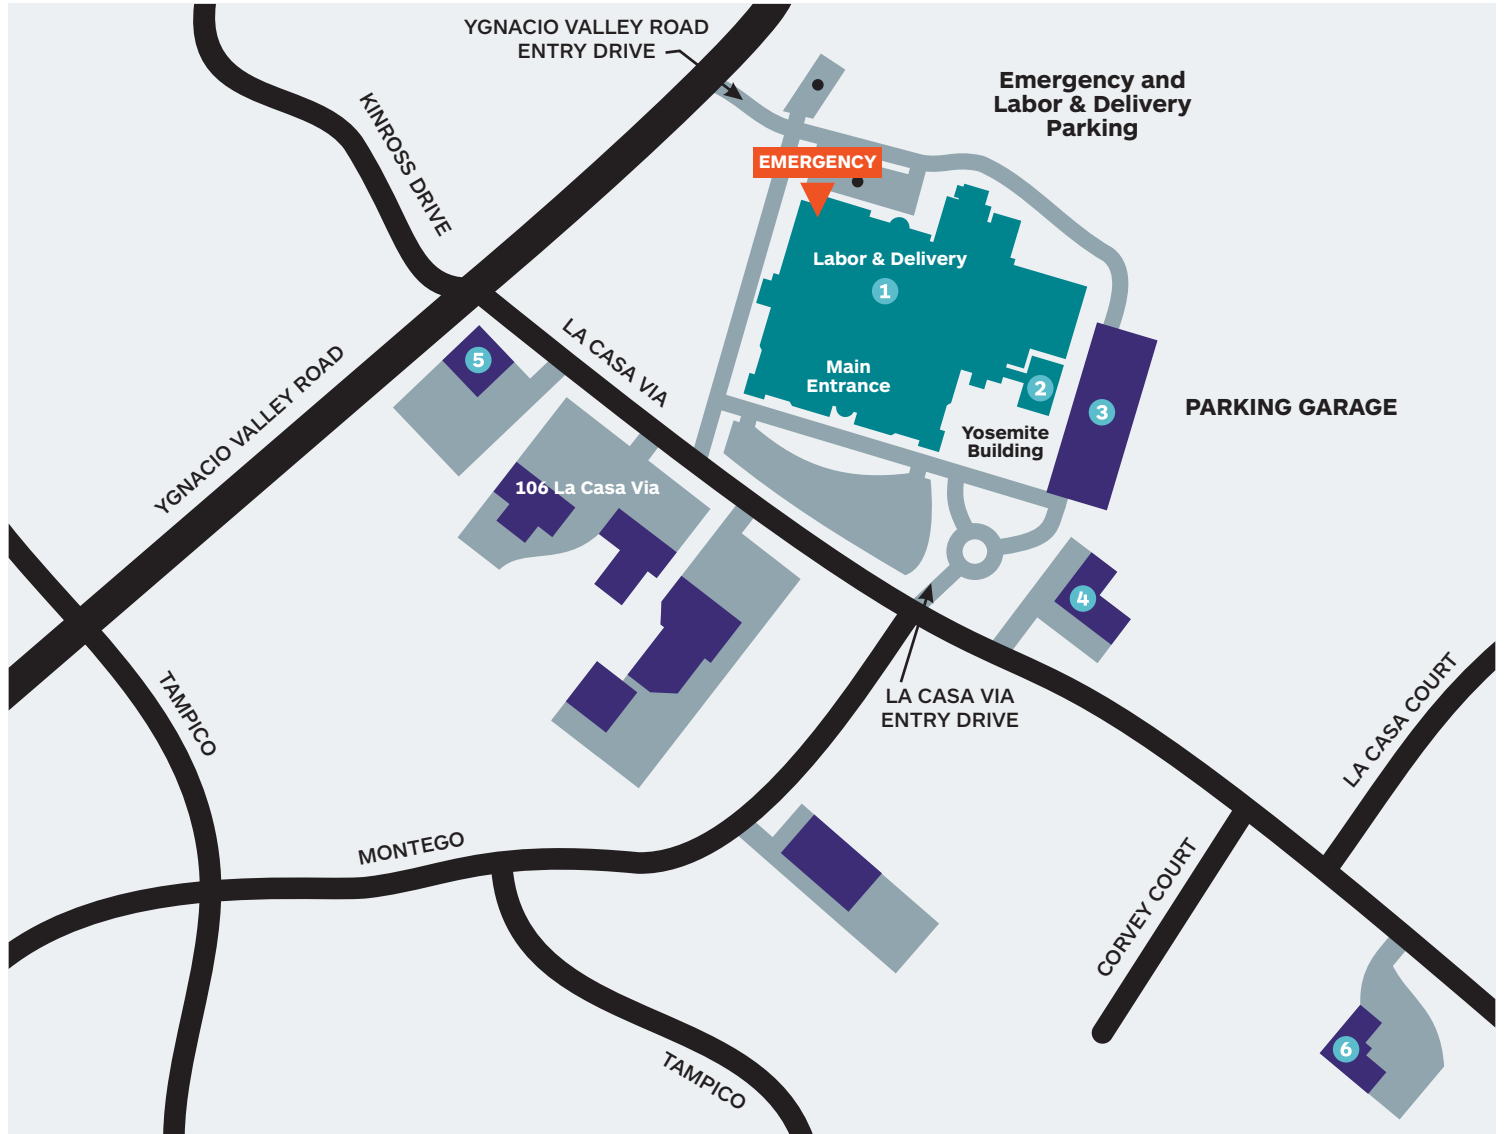 YGNACIO VALLEY ROAD
ENTRY DRIVE
Emergency and
Labor & Delivery
Parking
KINROSS DRIVE
EMERGENCY
Labor & Delivery
1
LA CASA VIA
Main
Entrance
5
2
3
PARKING GARAGE
YGNACIO VALLEY ROAD
Yosemite
Building
106 La Casa Via
4
TAMPICO
LA CASA VIA
ENTRY DRIVE
LA CASA COURT
MONTEGO
CORVEY COURT
6
TAMPICO